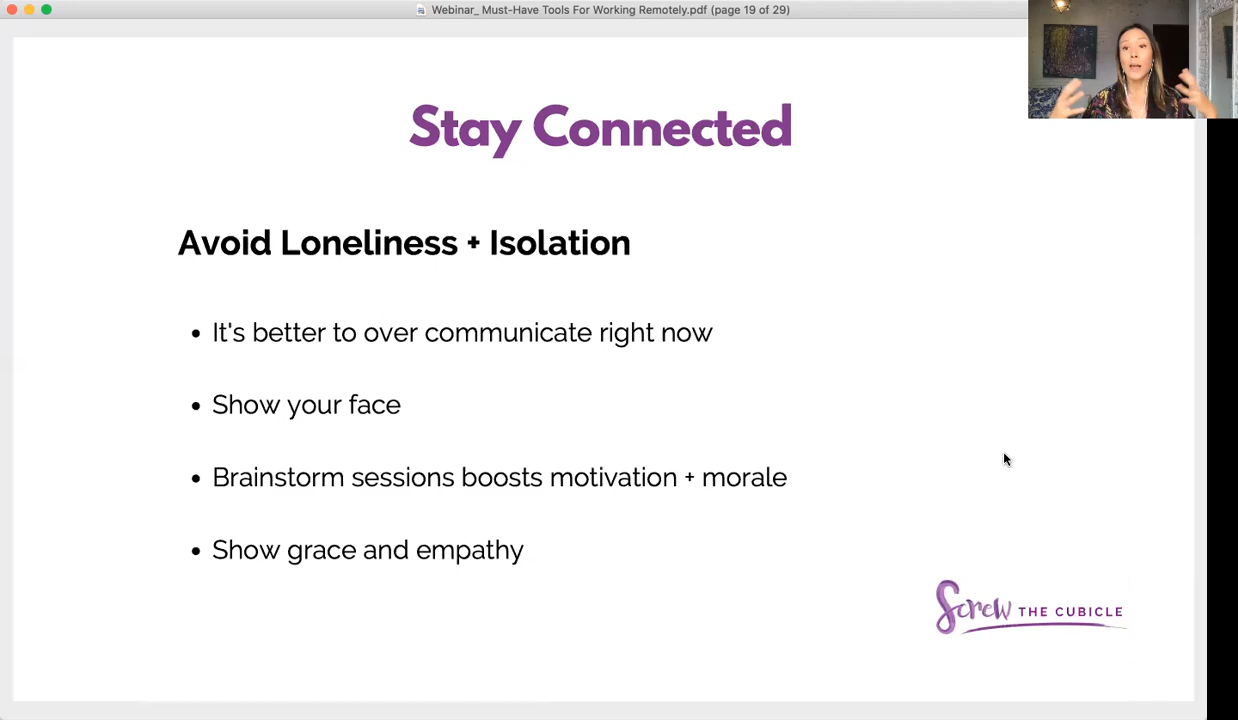 Webinar_ Must-Have Tools For Working Remotely.pdf (page 19 of 29)
Stay Connected
Avoid Loneliness + Isolation
• It's better to over communicate right now
• Show your face
• Brainstorm sessions boosts motivation + morale
• Show grace and empathy
Screw THE CUBICLE